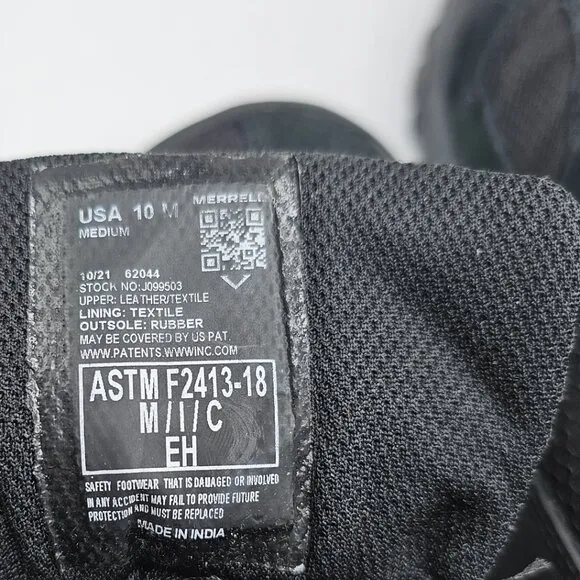 MERRELL
USA 10 M
MEDIUM
10/21 62044
STOCK NO:J099503
UPPER: LEATHER/TEXTILE
LINING: TEXTILE
OUTSOLE: RUBBER
MAY BE COVERED BY US PAT.
WWW.PATENTS.WWWINC.COM
ASTM F2413-18
M/I/C
EH
SAFETY FOOTWEAR THAT IS DAMAGED OR INVOLVED
IN ANY ACCIDENT MAY FAIL TO PROVIDE FUTURE
PROTECTION AND MUST BE REPLACED
MADE IN INDIA